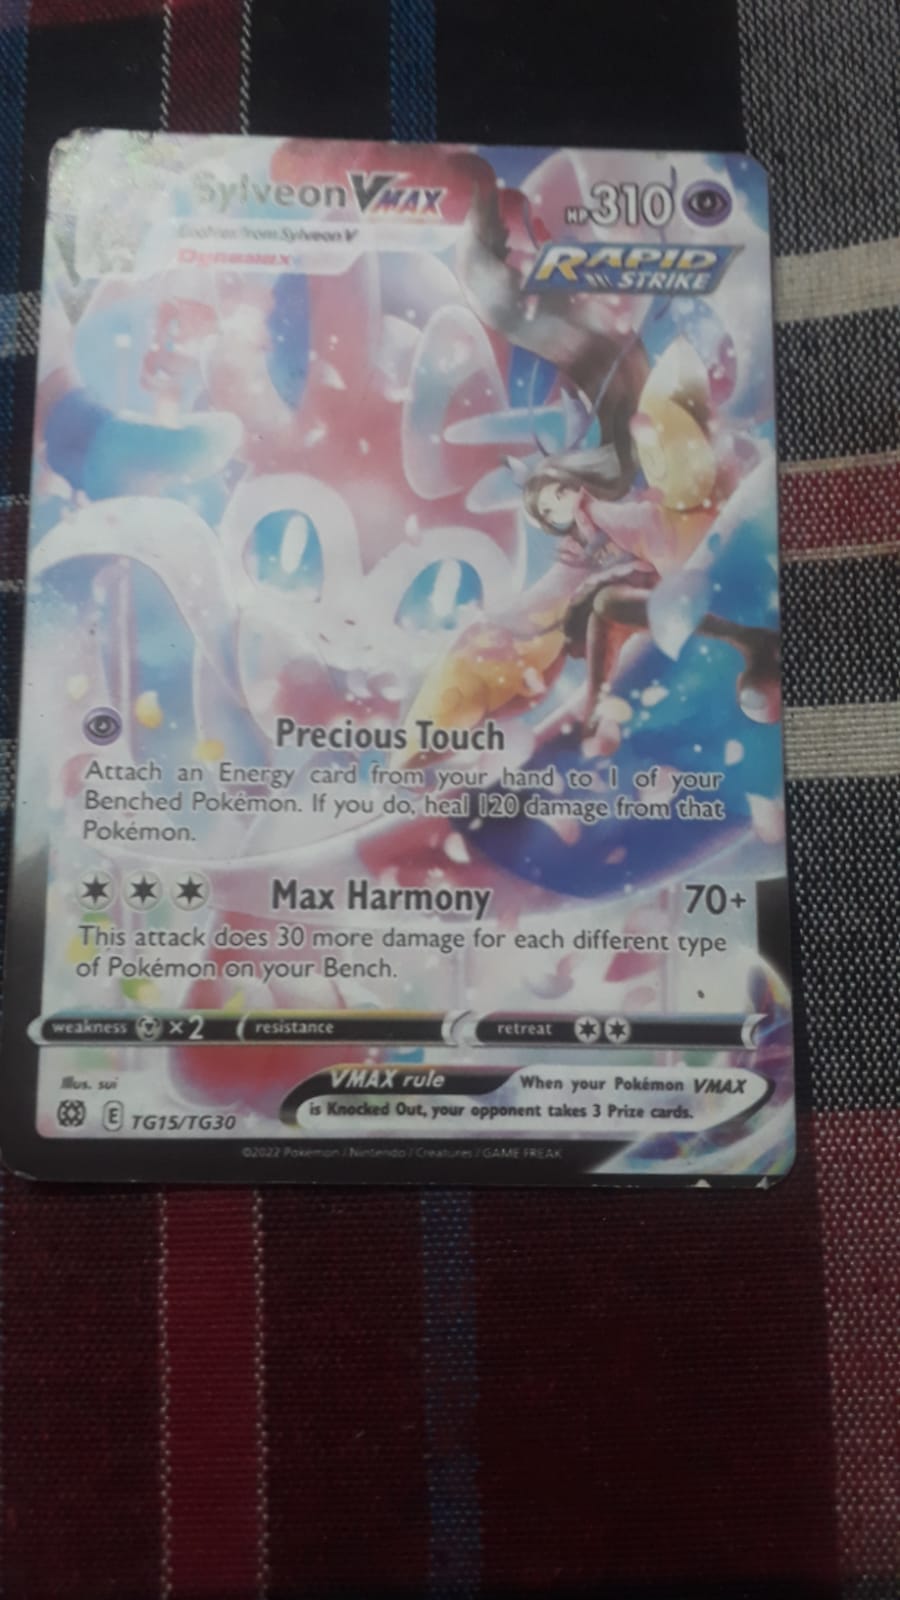 Sylveon VMAX HP 310
Evolves from Sylveon V
Dynamax
RAPID
STRIKE
Precious Touch
Attach an Energy card from your hand to 1 of your
Benched Pokémon. If you do, heal 120 damage from that
Pokémon.
Max Harmony 70+
This attack does 30 more damage for each different type
of Pokémon on your Bench.
weakness ×2 resistance retreat
Illus. sui
VMAX rule When your Pokémon VMAX
is Knocked Out, your opponent takes 3 Prize cards.
E TG15/TG30
©2022 Pokémon / Nintendo / Creatures / GAME FREAK